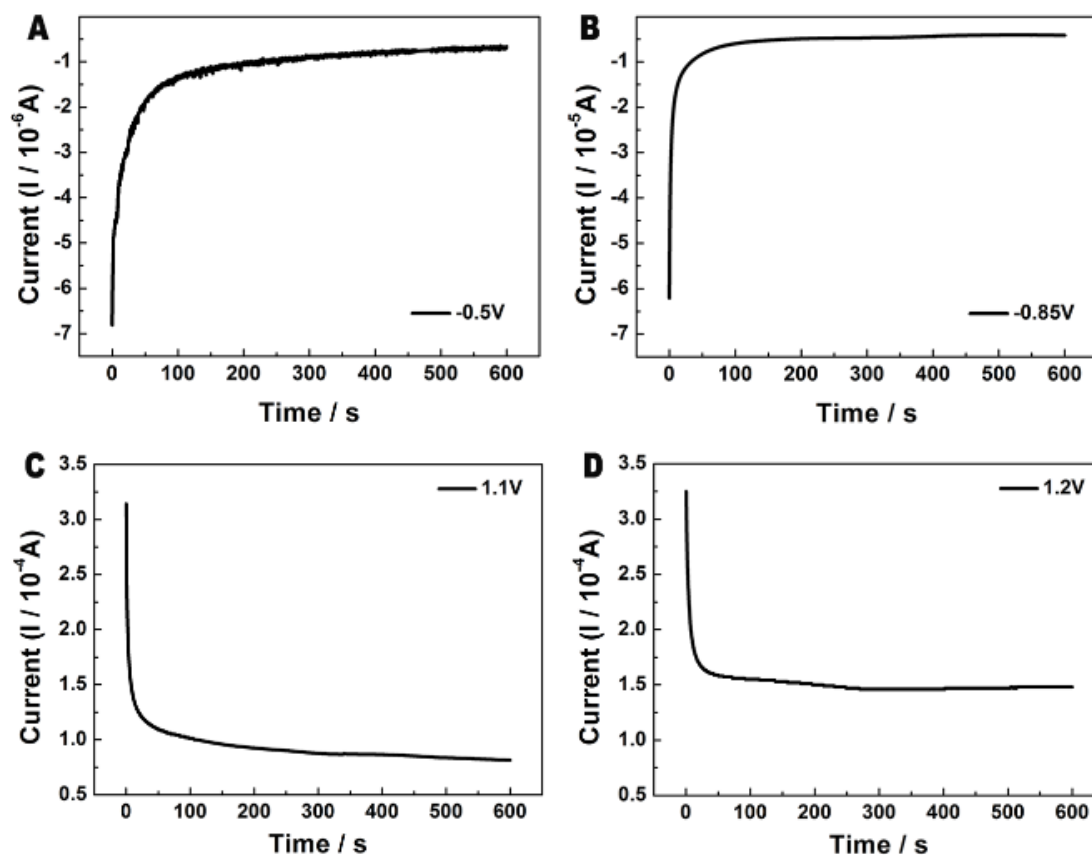 A
Current (I / 10⁻⁶A)
-1
-2
-3
-4
-5
-6
-7
-0.5V
0 100 200 300 400 500 600
Time / s
B
Current (I / 10⁻⁵A)
-1
-2
-3
-4
-5
-6
-7
-0.85V
0 100 200 300 400 500 600
Time / s
C
Current (I / 10⁻⁴A)
3.5
3.0
2.5
2.0
1.5
1.0
0.5
1.1V
0 100 200 300 400 500 600
Time / s
D
Current (I / 10⁻⁴A)
3.5
3.0
2.5
2.0
1.5
1.0
0.5
1.2V
0 100 200 300 400 500 600
Time / s